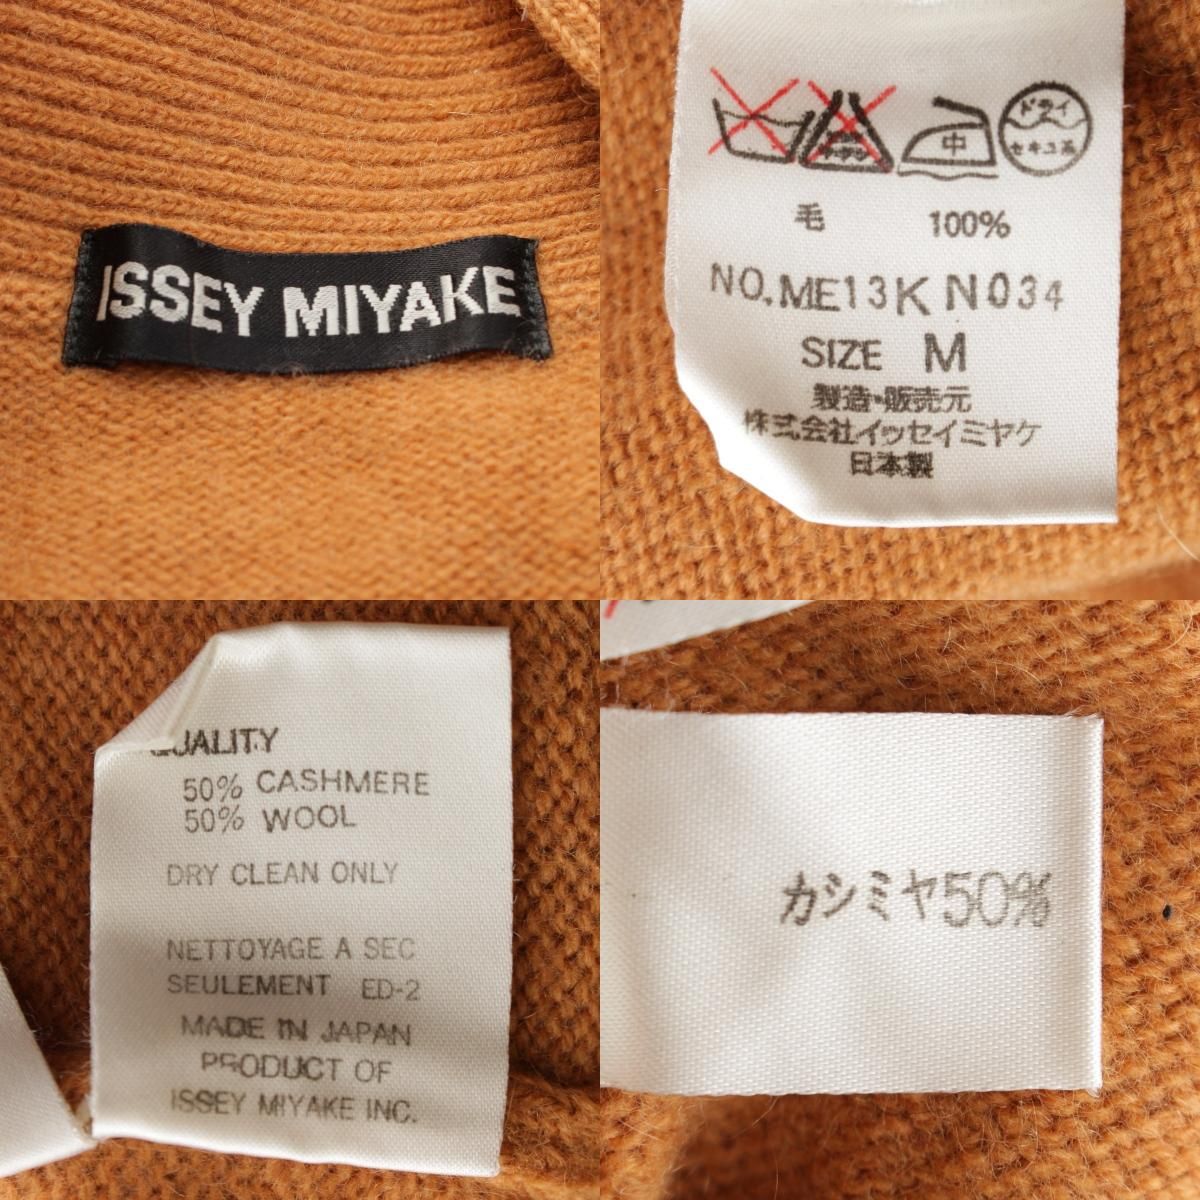 ISSEY MIYAKE
中
ドライ
セキユ系
毛 100%
NO.ME13KN034
SIZE M
製造・販売元
株式会社イッセイミヤケ
日本製
QUALITY
50% CASHMERE
50% WOOL
DRY CLEAN ONLY
NETTOYAGE A SEC
SEULEMENT ED-2
MADE IN JAPAN
PRODUCT OF
ISSEY MIYAKE INC.
カシミヤ50%